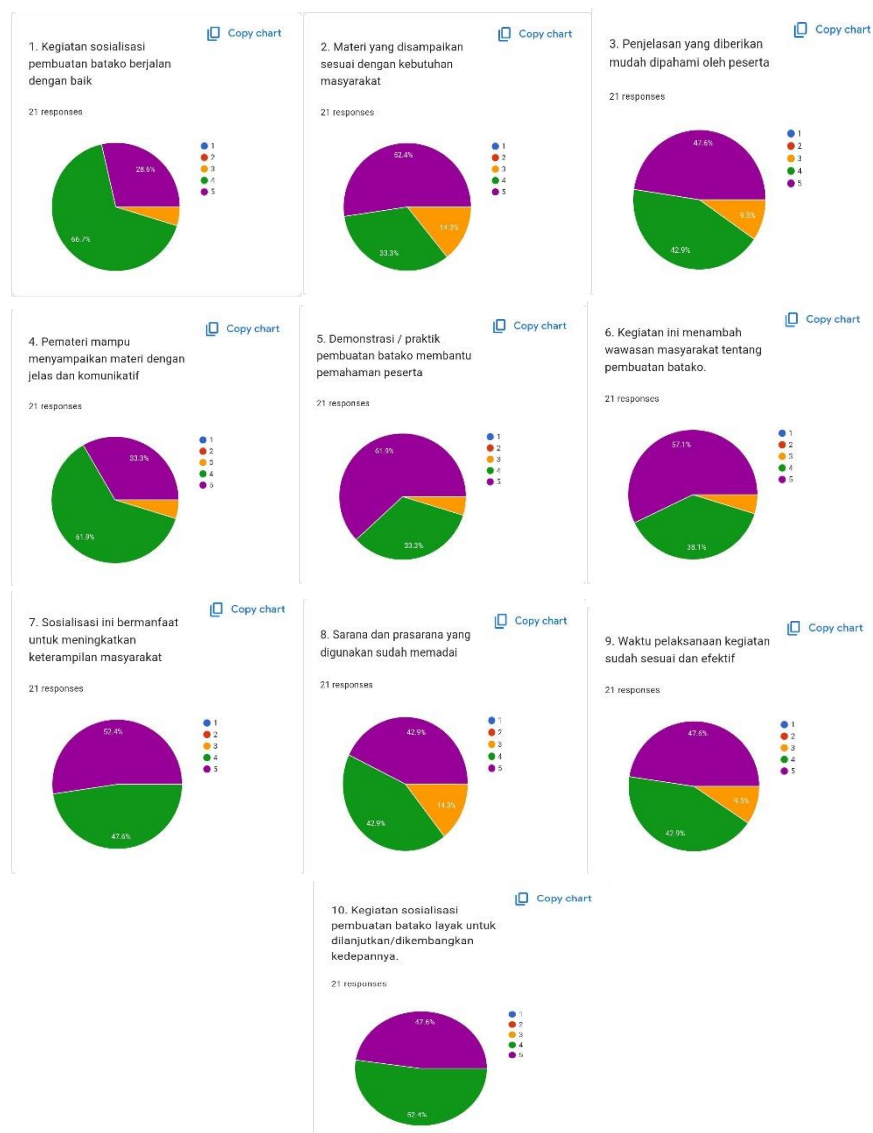 Copy chart
1. Kegiatan sosialisasi
pembuatan batako berjalan
dengan baik
21 responses
28.6%
66.7%
1
2
3
4
5
Copy chart
2. Materi yang disampaikan
sesuai dengan kebutuhan
masyarakat
21 responses
52.4%
14.3%
33.3%
1
2
3
4
5
Copy chart
3. Penjelasan yang diberikan
mudah dipahami oleh peserta
21 responses
47.6%
9.5%
42.9%
1
2
3
4
5
Copy chart
4. Pemateri mampu
menyampaikan materi dengan
jelas dan komunikatif
21 responses
33.3%
61.9%
1
2
3
4
5
Copy chart
5. Demonstrasi / praktik
pembuatan batako membantu
pemahaman peserta
21 responses
61.9%
33.3%
1
2
3
4
5
Copy chart
6. Kegiatan ini menambah
wawasan masyarakat tentang
pembuatan batako.
21 responses
57.1%
38.1%
1
2
3
4
5
Copy chart
7. Sosialisasi ini bermanfaat
untuk meningkatkan
keterampilan masyarakat
21 responses
52.4%
47.6%
1
2
3
4
5
Copy chart
8. Sarana dan prasarana yang
digunakan sudah memadai
21 responses
42.9%
14.3%
42.9%
1
2
3
4
5
Copy chart
9. Waktu pelaksanaan kegiatan
sudah sesuai dan efektif
21 responses
47.6%
9.5%
42.9%
1
2
3
4
5
Copy chart
10. Kegiatan sosialisasi
pembuatan batako layak untuk
dilanjutkan/dikembangkan
kedepannya.
21 responses
47.6%
52.4%
1
2
3
4
5